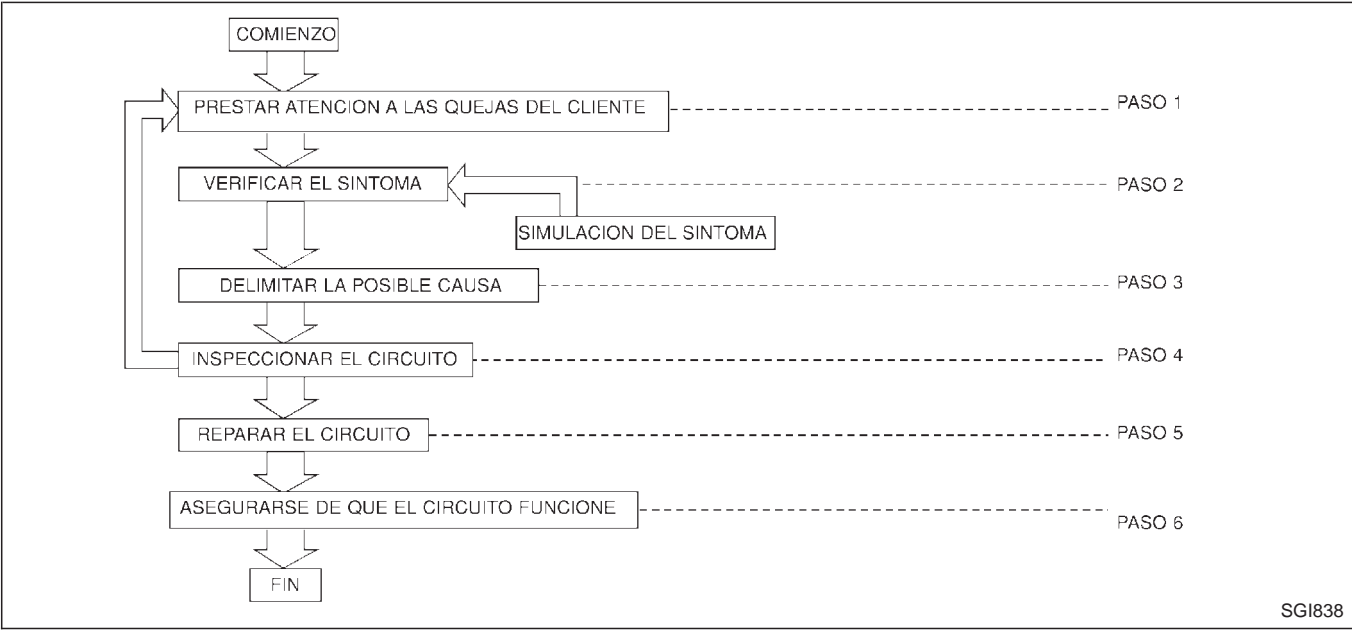 COMIENZO
PRESTAR ATENCION A LAS QUEJAS DEL CLIENTE PASO 1
VERIFICAR EL SINTOMA PASO 2
SIMULACION DEL SINTOMA
DELIMITAR LA POSIBLE CAUSA PASO 3
INSPECCIONAR EL CIRCUITO PASO 4
REPARAR EL CIRCUITO PASO 5
ASEGURARSE DE QUE EL CIRCUITO FUNCIONE PASO 6
FIN
SGI838